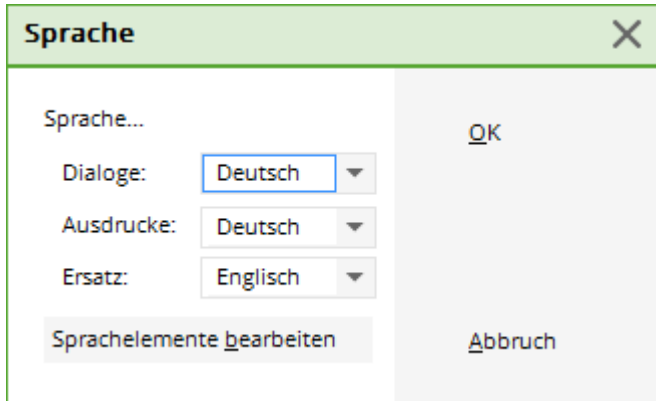 Sprache
Sprache...
OK
Dialoge: Deutsch
Ausdrucke: Deutsch
Ersatz: Englisch
Sprachelemente bearbeiten
Abbruch